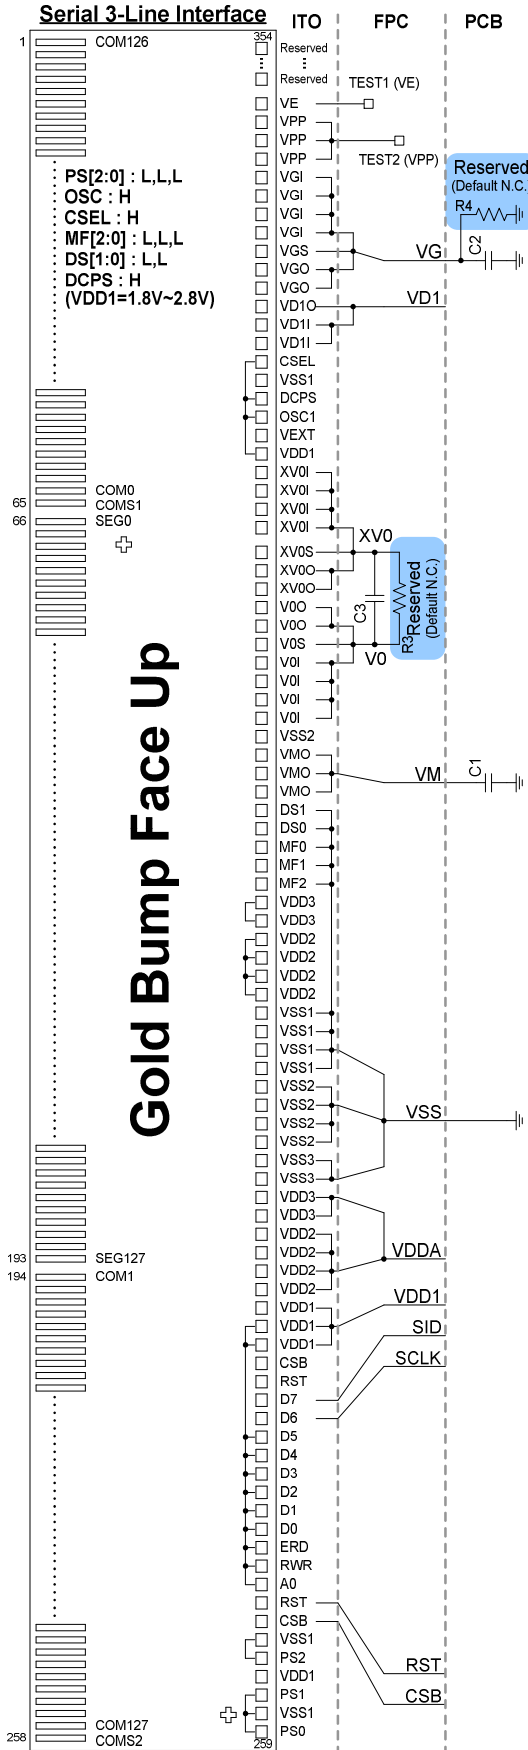 Serial 3-Line Interface
ITO
FPC
PCB
1
COM126
354
Reserved
Reserved
TEST1 (VE)
VE
VPP
VPP
TEST2 (VPP)
VPP
PS[2:0] : L,L,L
OSC : H
CSEL : H
MF[2:0] : L,L,L
DS[1:0] : L,L
DCPS : H
(VDD1=1.8V~2.8V)
Reserved
(Default N.C.)
R4
C2
VG
VGI
VGI
VGI
VGI
VGS
VGO
VGO
VD1O
VD1
VD1I
VD1I
CSEL
VSS1
DCPS
OSC1
VEXT
VDD1
XV0I
XV0I
COM0
65
COMS1
66
SEG0
XV0I
XV0I
XV0
XV0S
XV0O
XV0O
C3
R3
Reserved
(Default N.C.)
V0O
V0O
V0S
V0
V0I
V0I
V0I
V0I
VSS2
VMO
VMO
VM
C1
VMO
Gold Bump Face Up
DS1
DS0
MF0
MF1
MF2
VDD3
VDD3
VDD2
VDD2
VDD2
VDD2
VSS1
VSS1
VSS1
VSS1
VSS2
VSS2
VSS
VSS2
VSS2
VSS3
VSS3
VDD3
VDD3
VDD2
VDD2
VDDA
193
SEG127
194
COM1
VDD2
VDD2
VDD1
VDD1
VDD1
VDD1
SID
CSB
SCLK
RST
D7
D6
D5
D4
D3
D2
D1
D0
ERD
RWR
A0
RST
CSB
VSS1
PS2
RST
VDD1
PS1
CSB
VSS1
COM127
PS0
258
COMS2
259